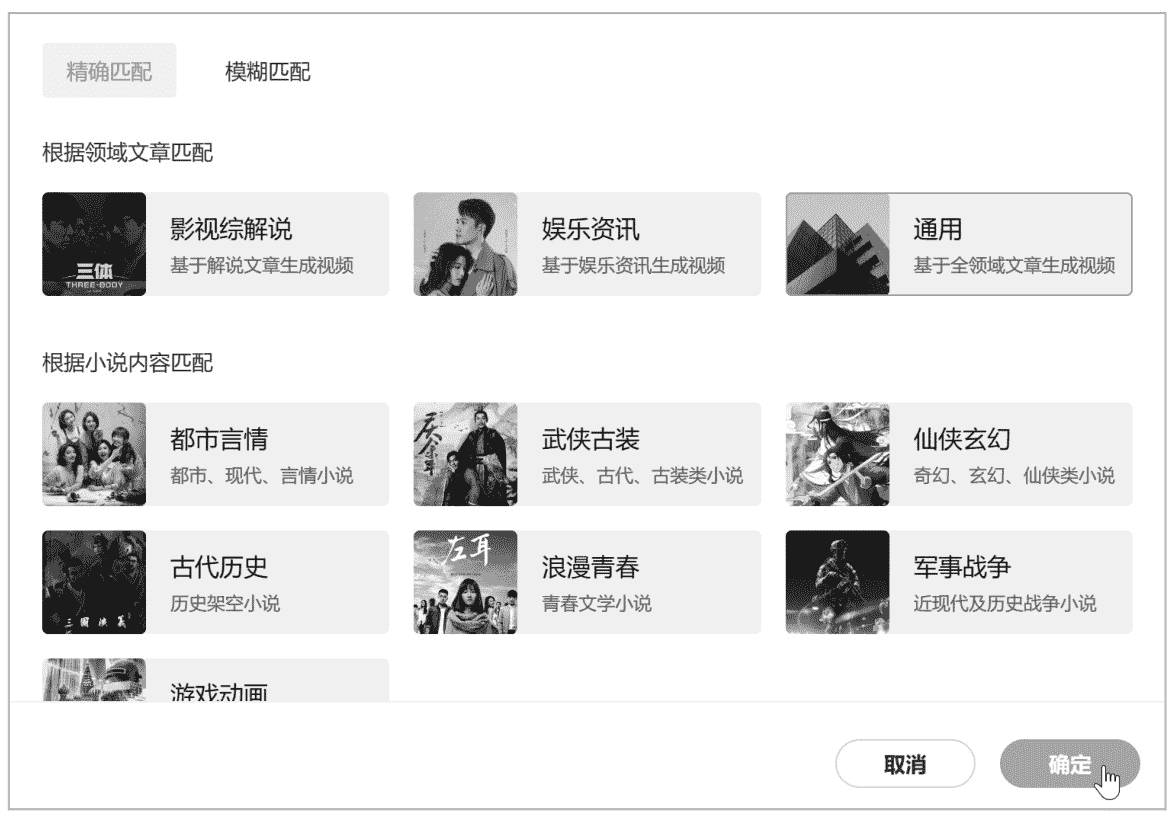 精确匹配
模糊匹配
根据领域文章匹配
三体
THREE-BODY
影视综解说
基于解说文章生成视频
娱乐资讯
基于娱乐资讯生成视频
通用
基于全领域文章生成视频
根据小说内容匹配
都市言情
都市、现代、言情小说
庆余年
武侠古装
武侠、古代、古装类小说
仙侠玄幻
奇幻、玄幻、仙侠类小说
三國演義
古代历史
历史架空小说
左耳
浪漫青春
青春文学小说
军事战争
近现代及历史战争小说
游戏动画
取消
确定